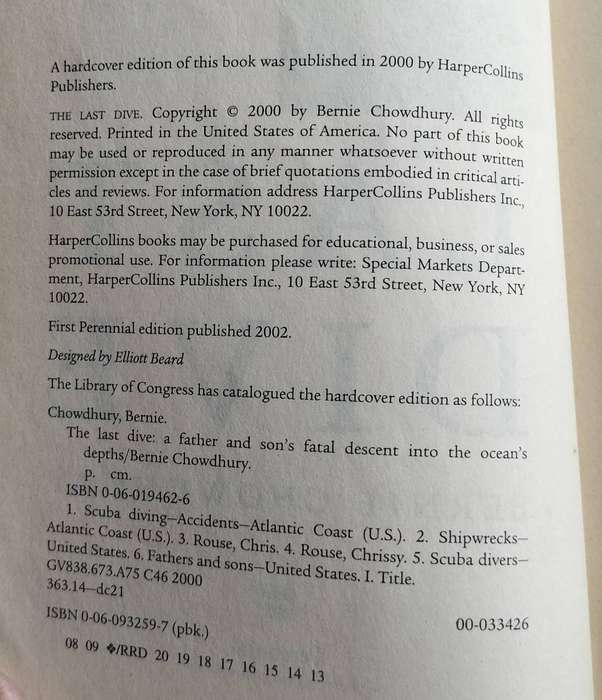 A hardcover edition of this book was published in 2000 by HarperCollins
Publishers.
THE LAST DIVE. Copyright © 2000 by Bernie Chowdhury. All rights
reserved. Printed in the United States of America. No part of this book
may be used or reproduced in any manner whatsoever without written
permission except in the case of brief quotations embodied in critical arti-
cles and reviews. For information address HarperCollins Publishers Inc.,
10 East 53rd Street, New York, NY 10022.
HarperCollins books may be purchased for educational, business, or sales
promotional use. For information please write: Special Markets Depart-
ment, HarperCollins Publishers Inc., 10 East 53rd Street, New York, NY
10022.
First Perennial edition published 2002.
Designed by Elliott Beard
The Library of Congress has catalogued the hardcover edition as follows:
Chowdhury, Bernie.
The last dive: a father and son's fatal descent into the ocean's
depths/Bernie Chowdhury.
p. cm.
ISBN 0-06-019462-6
1. Scuba diving—Accidents—Atlantic Coast (U.S.). 2. Shipwrecks—
Atlantic Coast (U.S.). 3. Rouse, Chris. 4. Rouse, Chrissy. 5. Scuba divers—
United States. 6. Fathers and sons—United States. I. Title.
GV838.673.A75 C46 2000
363.14—dc21
00-033426
ISBN 0-06-093259-7 (pbk.)
08 09 ❖/RRD 20 19 18 17 16 15 14 13